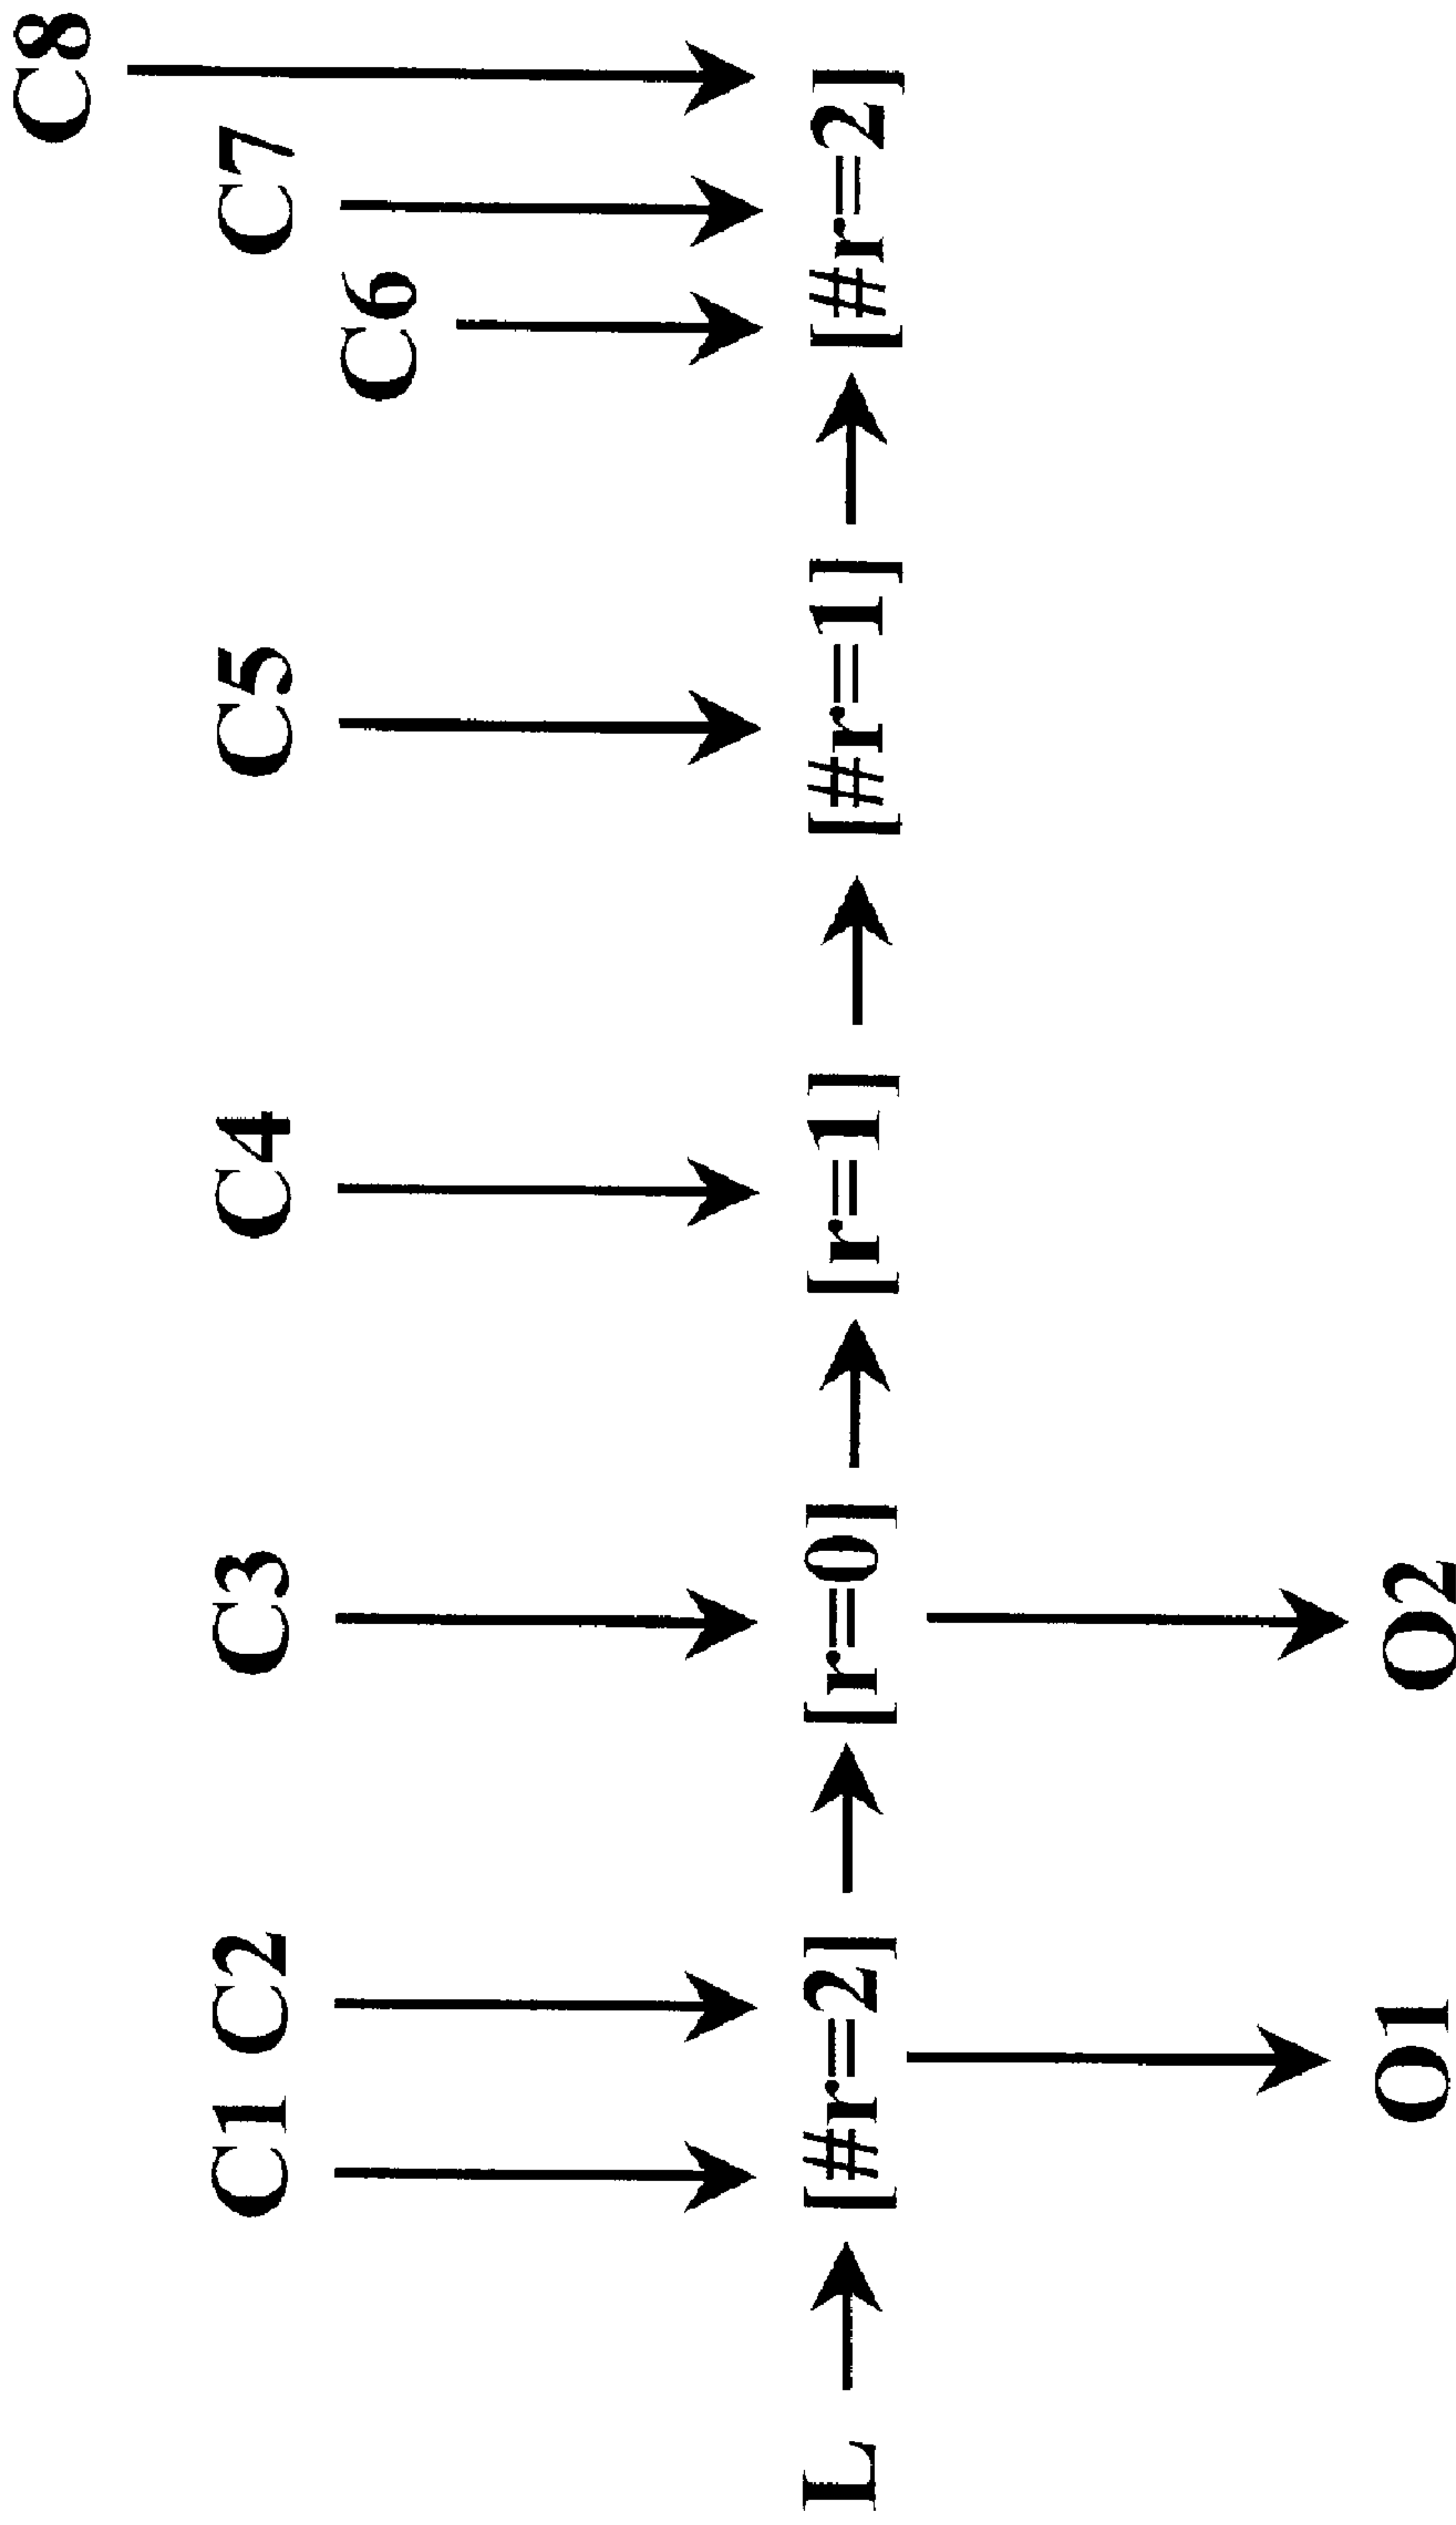 C8
C1 C2 C3 C4 C5 C7
C6
L [#r=2] [r=0] [r=1] [#r=1] [#r=2]
O1 O2